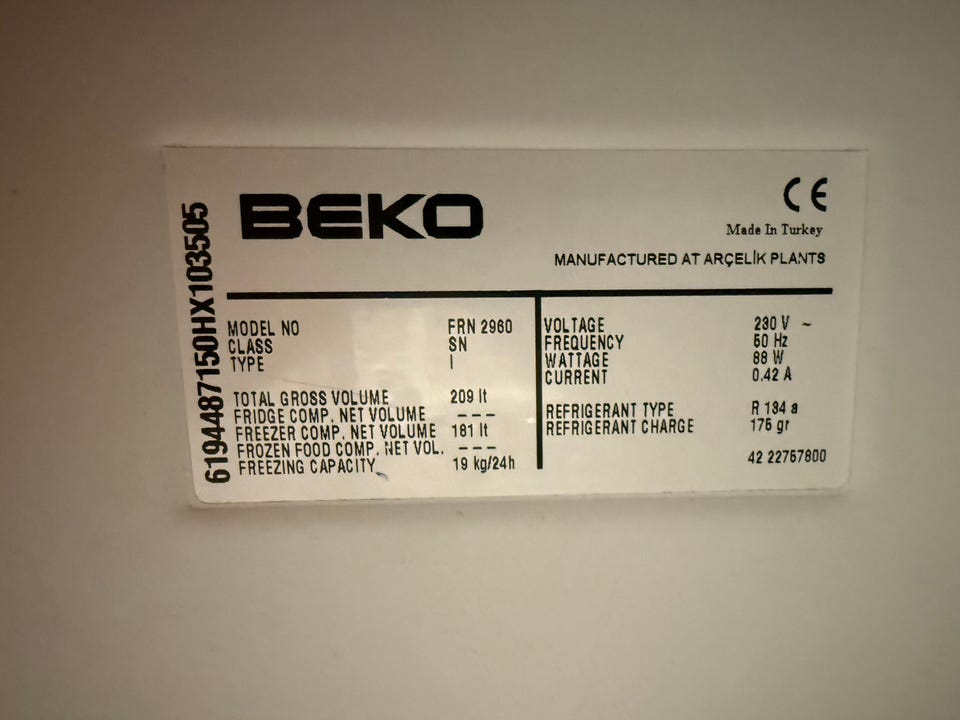 BEKO
CE
Made In Turkey
MANUFACTURED AT ARÇELİK PLANTS
6194487150HX103505
MODEL NO FRN 2960
CLASS SN
TYPE I
TOTAL GROSS VOLUME 209 lt
FRIDGE COMP. NET VOLUME ---
FREEZER COMP. NET VOLUME 181 lt
FROZEN FOOD COMP. NET VOL. ---
FREEZING CAPACITY 19 kg/24h
VOLTAGE 230 V ~
FREQUENCY 50 Hz
WATTAGE 88 W
CURRENT 0.42 A
REFRIGERANT TYPE R 134 a
REFRIGERANT CHARGE 175 gr
42 22757800